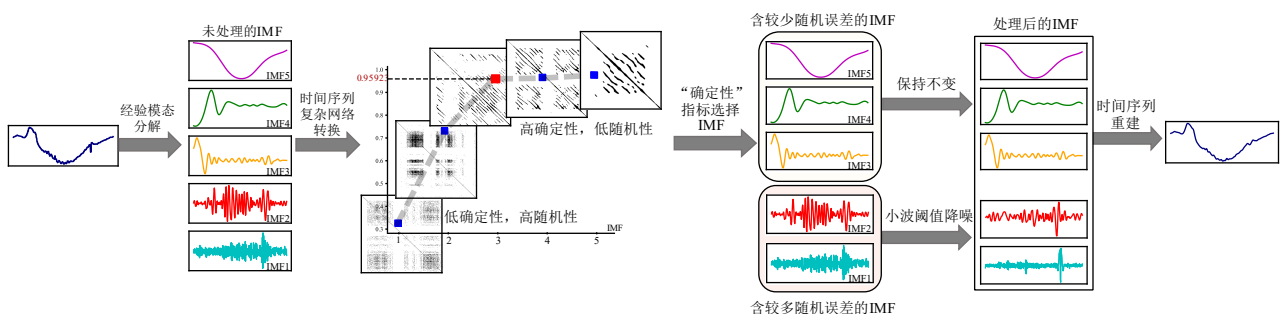 经验模态
分解
未处理的IMF
IMF5
IMF4
IMF3
IMF2
IMF1
时间序列
复杂网络
转换
1.0
0.95923
0.8
0.7
0.6
0.5
0.4
0.3
1
2
3
4
5
IMF
高确定性，低随机性
低确定性，高随机性
“确定性”
指标选择
IMF
含较少随机误差的IMF
IMF5
IMF4
IMF3
IMF2
IMF1
含较多随机误差的IMF
保持不变
小波阈值降噪
处理后的IMF
时间序列
重建